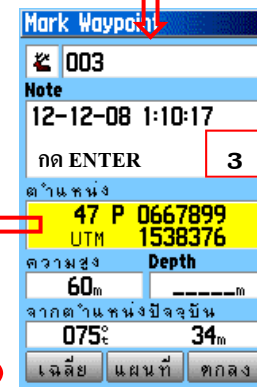 Mark Waypoint
003
Note
12-12-08 1:10:17
กด ENTER 3
ตำแหน่ง
47 P 0667899
UTM 1538376
ความสูง Depth
60m _____m
จากตำแหน่งปัจจุบัน
075° 34m
เฉลี่ย แผนที่ ตกลง